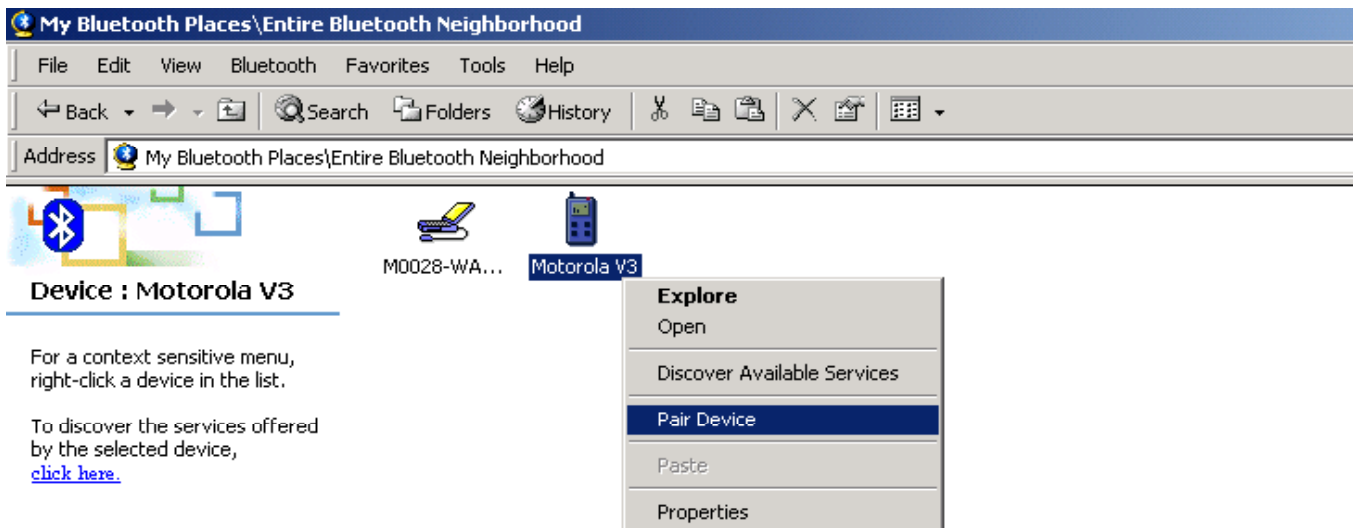 My Bluetooth Places\Entire Bluetooth Neighborhood
File Edit View Bluetooth Favorites Tools Help
Back Search Folders History
Address My Bluetooth Places\Entire Bluetooth Neighborhood
M0028-WA... Motorola V3
Device : Motorola V3
For a context sensitive menu,
right-click a device in the list.
To discover the services offered
by the selected device,
click here.
Explore
Open
Discover Available Services
Pair Device
Paste
Properties